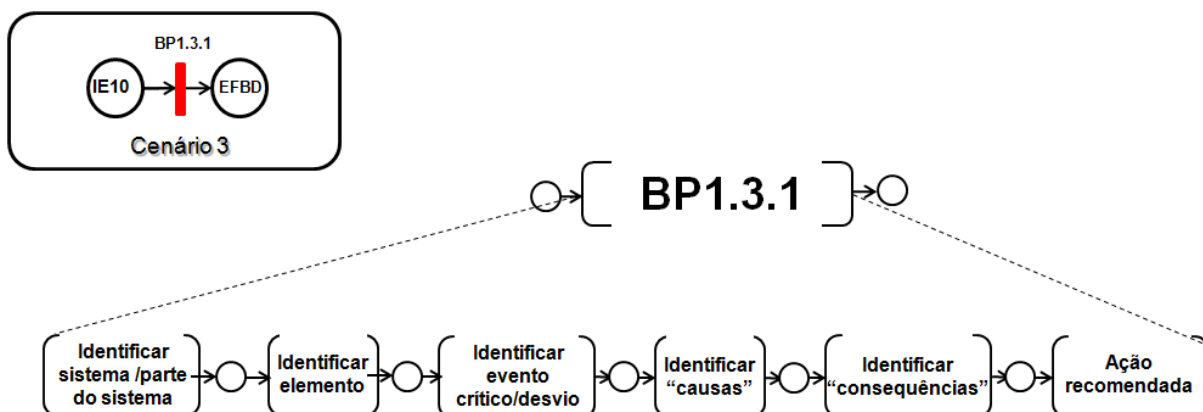 BP1.3.1
IE10
EFBD
Cenário 3
BP1.3.1
Identificar
sistema /parte
do sistema
Identificar
elemento
Identificar
evento
crítico/desvio
Identificar
“causas”
Identificar
“consequências”
Ação
recomendada